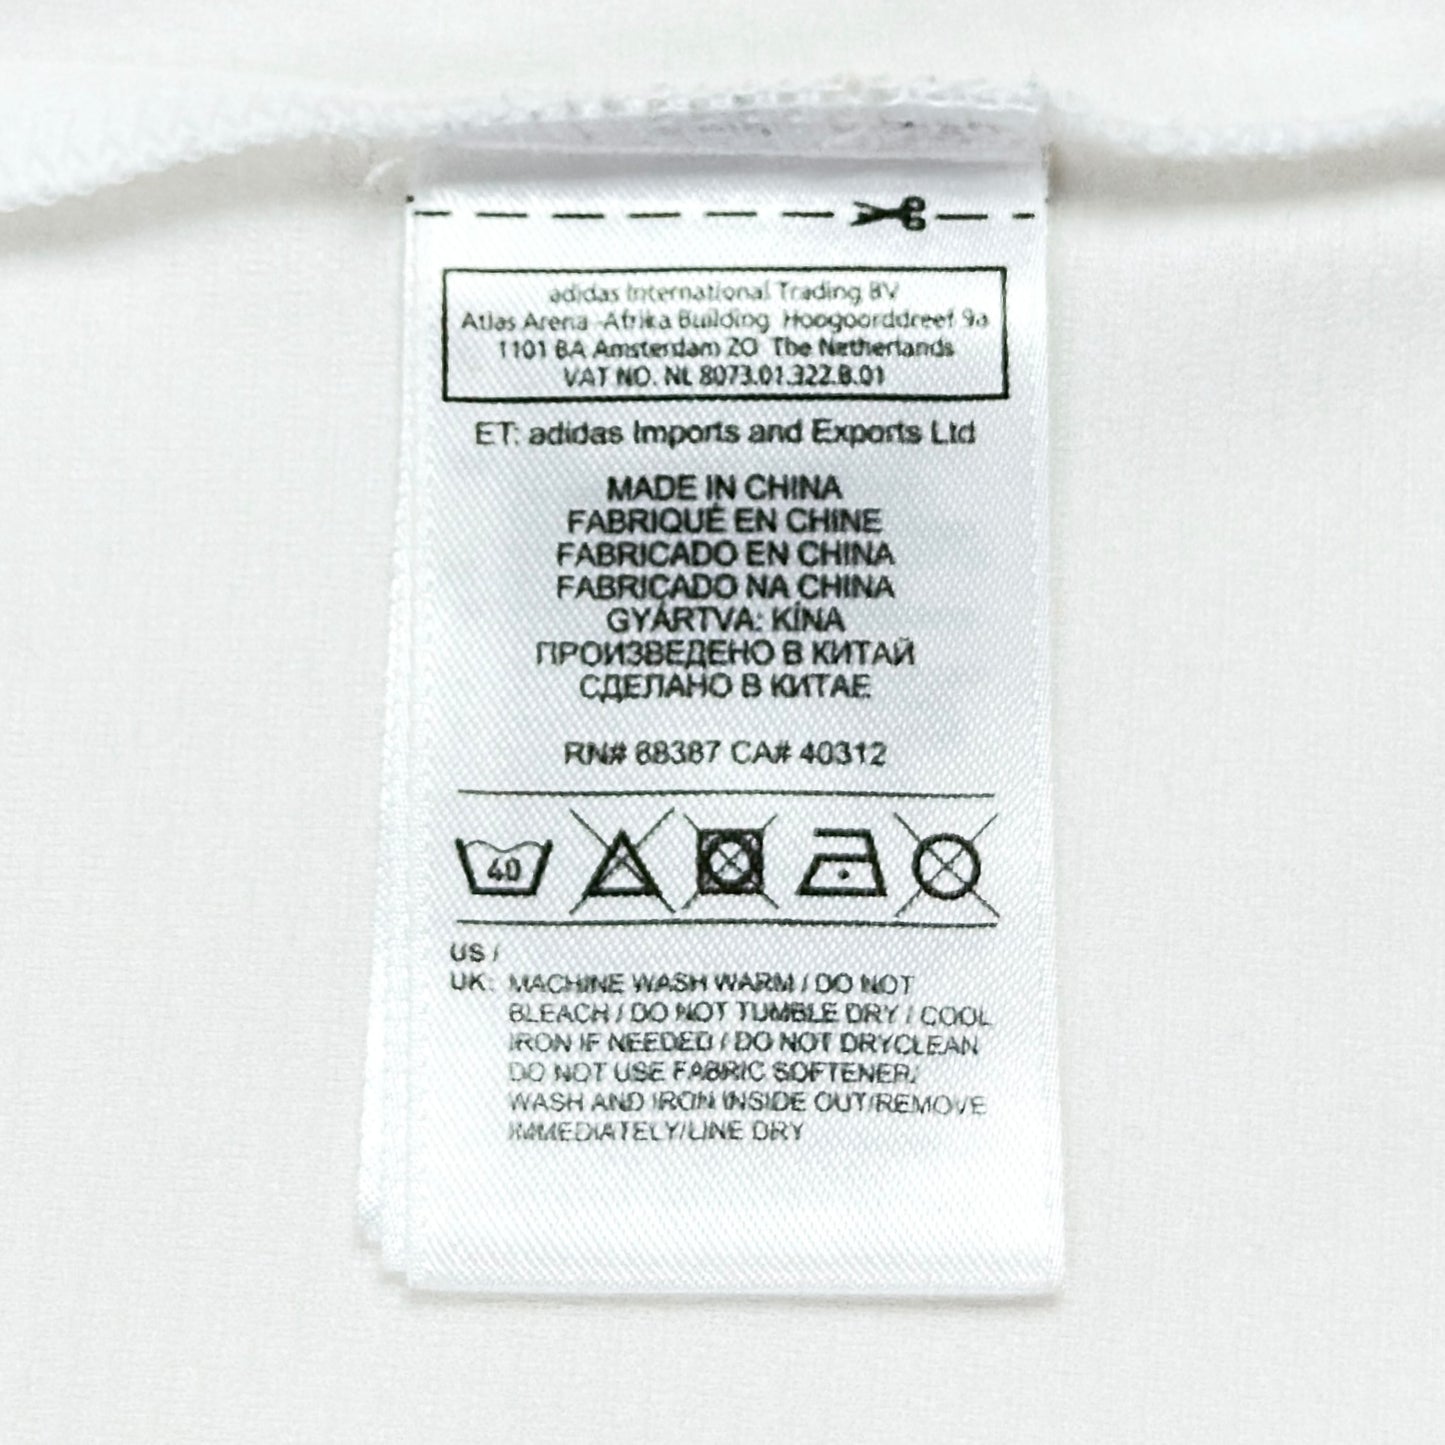 adidas International Trading BV
Atlas Arena -Afrika Building Hoogoorddreef 9a
1101 BA Amsterdam ZO The Netherlands
VAT NO. NL 8073.01.322.B.01
ET: adidas Imports and Exports Ltd
MADE IN CHINA
FABRIQUÉ EN CHINE
FABRICADO EN CHINA
FABRICADO NA CHINA
GYÁRTVA: KÍNA
ПРОИЗВЕДЕНО В КИТАЙ
СДЕЛАНО В КИТАЕ
RN# 88387 CA# 40312
40
US /
UK: MACHINE WASH WARM / DO NOT
BLEACH / DO NOT TUMBLE DRY / COOL
IRON IF NEEDED / DO NOT DRYCLEAN
DO NOT USE FABRIC SOFTENER/
WASH AND IRON INSIDE OUT/REMOVE
IMMEDIATELY/LINE DRY